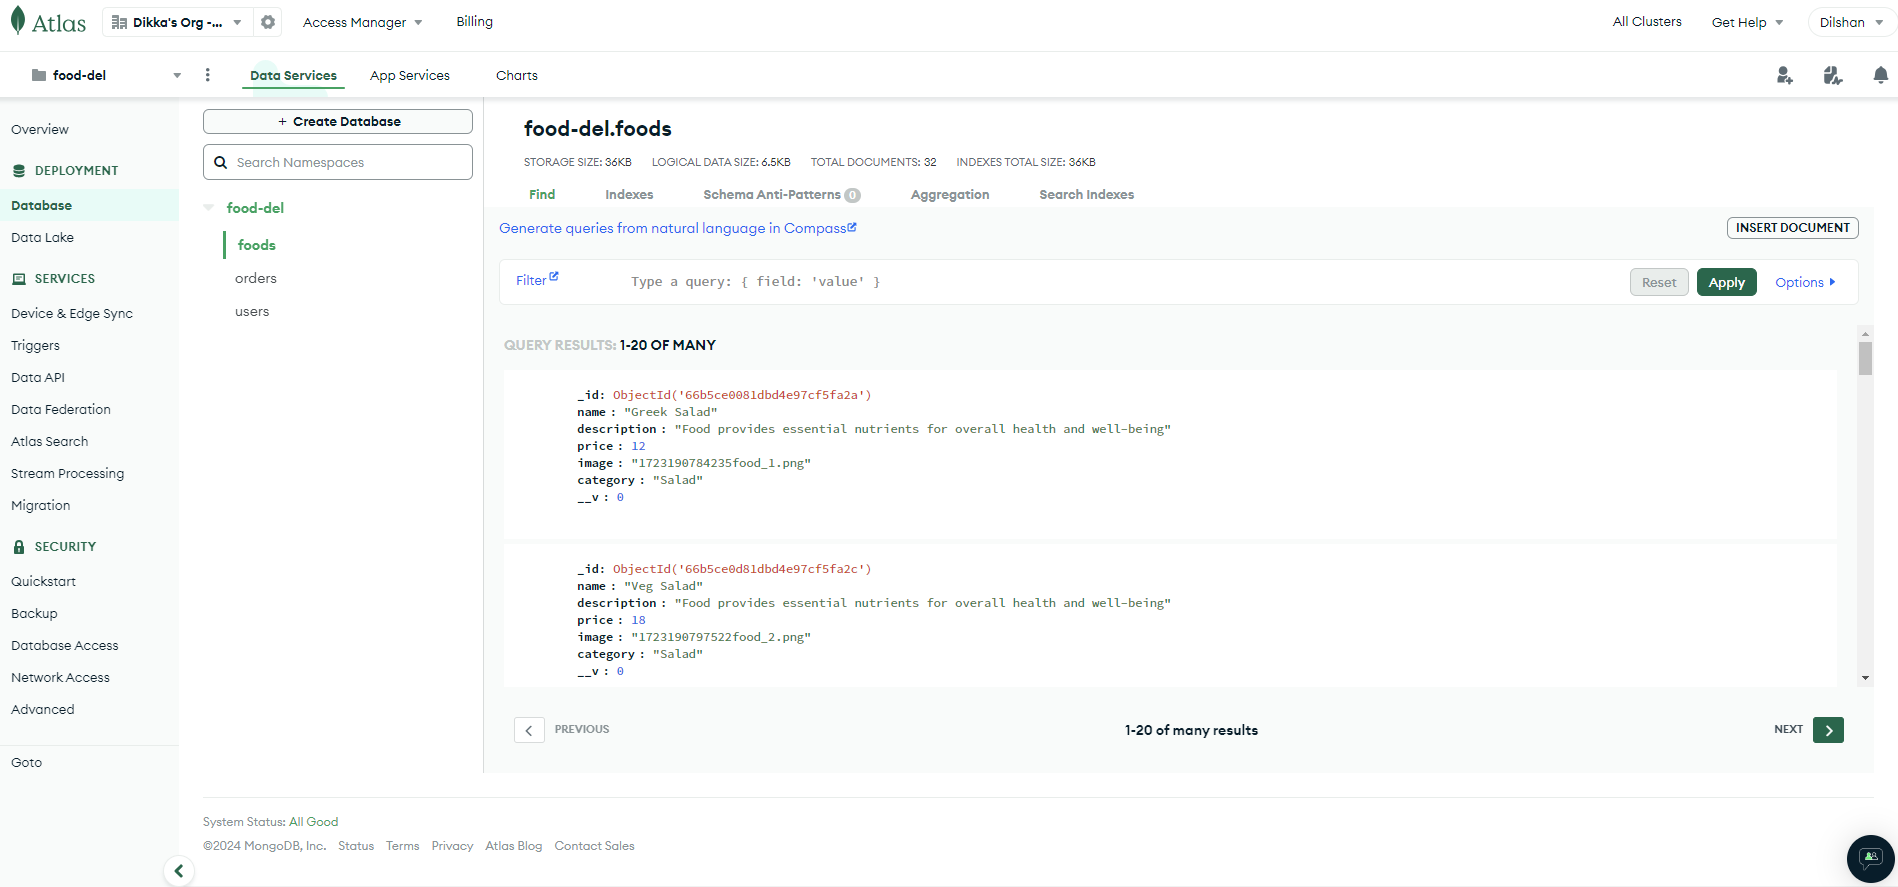 Atlas
Dikka's Org -...
Access Manager
Billing
All Clusters
Get Help
Dilshan
food-del
Data Services
App Services
Charts
Overview
DEPLOYMENT
Database
Data Lake
SERVICES
Device & Edge Sync
Triggers
Data API
Data Federation
Atlas Search
Stream Processing
Migration
SECURITY
Quickstart
Backup
Database Access
Network Access
Advanced
Goto
+ Create Database
Search Namespaces
food-del
foods
orders
users
food-del.foods
STORAGE SIZE: 36KB LOGICAL DATA SIZE: 6.5KB TOTAL DOCUMENTS: 32 INDEXES TOTAL SIZE: 36KB
Find Indexes Schema Anti-Patterns 0 Aggregation Search Indexes
Generate queries from natural language in Compass
INSERT DOCUMENT
Filter
Type a query: { field: 'value' }
Reset
Apply
Options
QUERY RESULTS: 1-20 OF MANY
_id: ObjectId('66b5ce0081dbd4e97cf5fa2a')
name : "Greek Salad"
description : "Food provides essential nutrients for overall health and well-being"
price : 12
image : "1723190784235food_1.png"
category : "Salad"
__v : 0
_id: ObjectId('66b5ce0d81dbd4e97cf5fa2c')
name : "Veg Salad"
description : "Food provides essential nutrients for overall health and well-being"
price : 18
image : "1723190797522food_2.png"
category : "Salad"
__v : 0
PREVIOUS
1-20 of many results
NEXT
System Status: All Good
©2024 MongoDB, Inc. Status Terms Privacy Atlas Blog Contact Sales